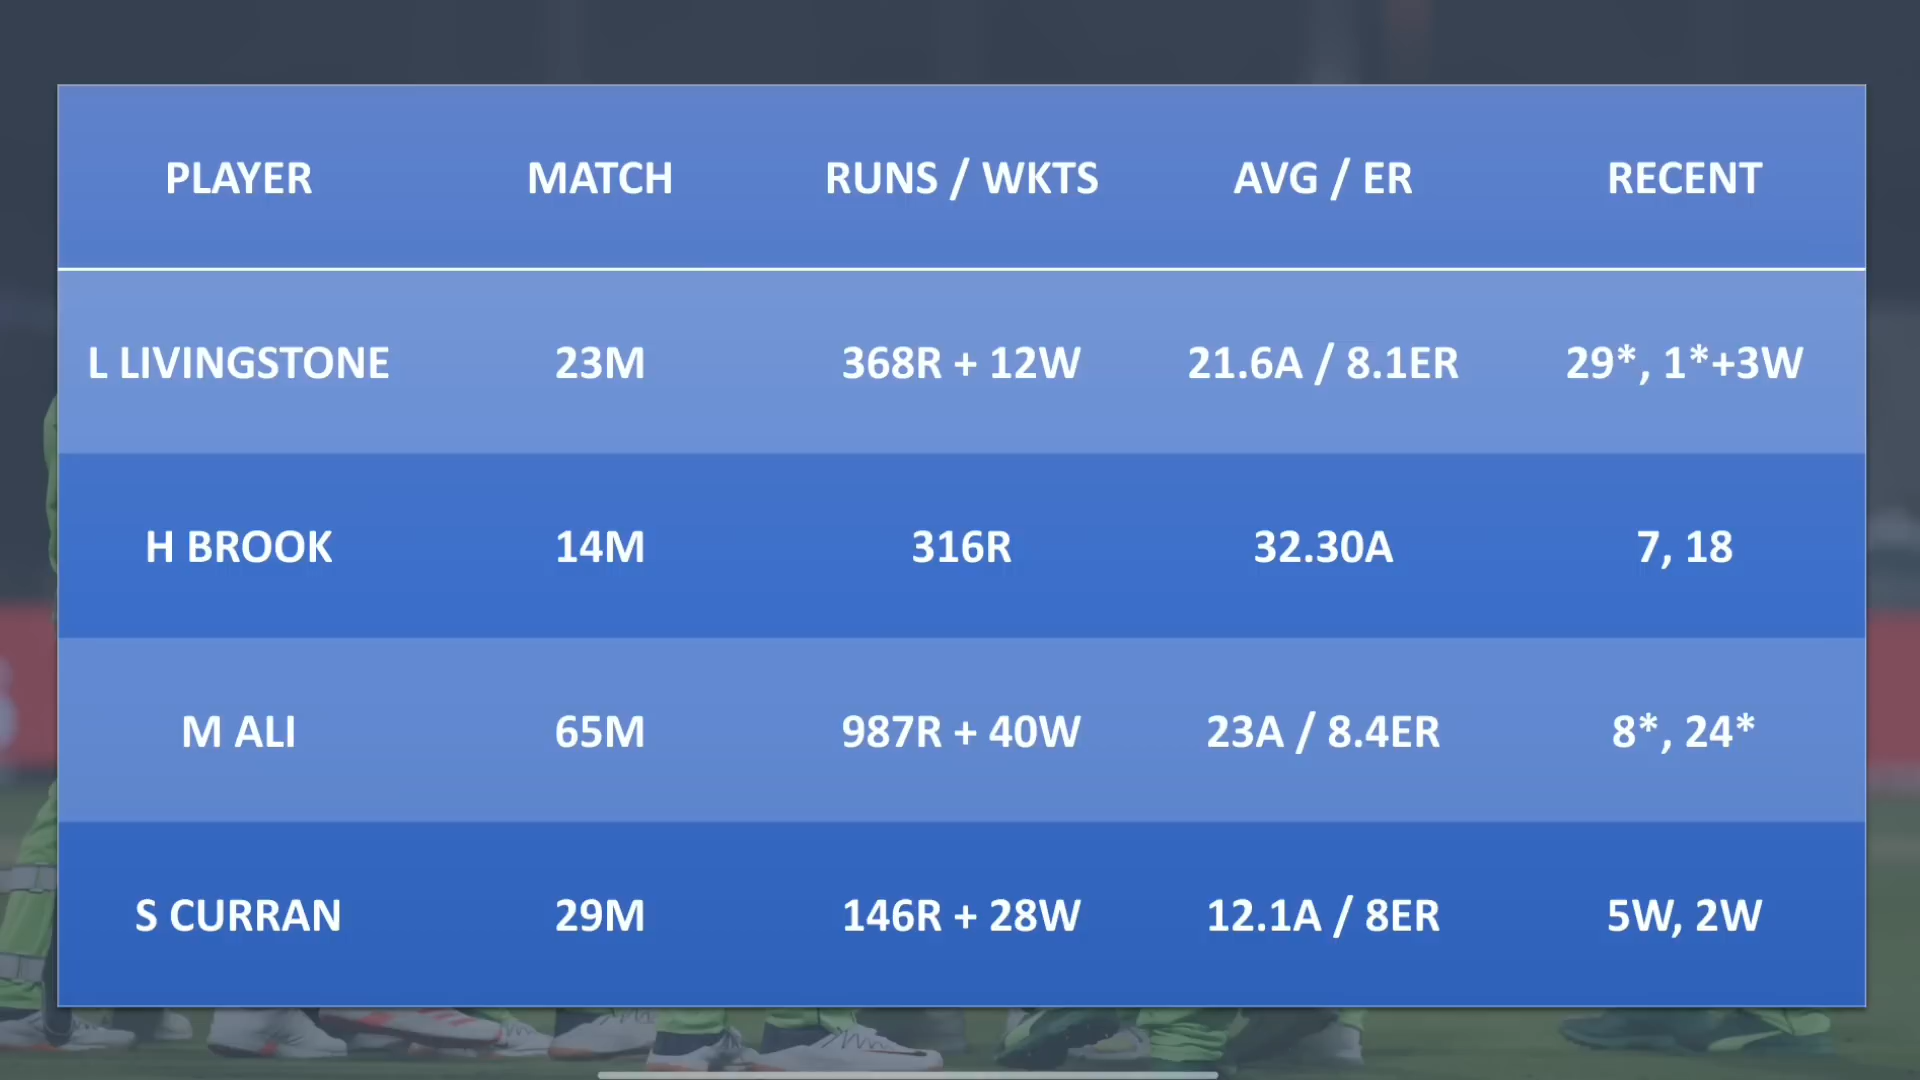 PLAYER MATCH RUNS / WKTS AVG / ER RECENT
L LIVINGSTONE 23M 368R + 12W 21.6A / 8.1ER 29*, 1*+3W
H BROOK 14M 316R 32.30A 7, 18
M ALI 65M 987R + 40W 23A / 8.4ER 8*, 24*
S CURRAN 29M 146R + 28W 12.1A / 8ER 5W, 2W